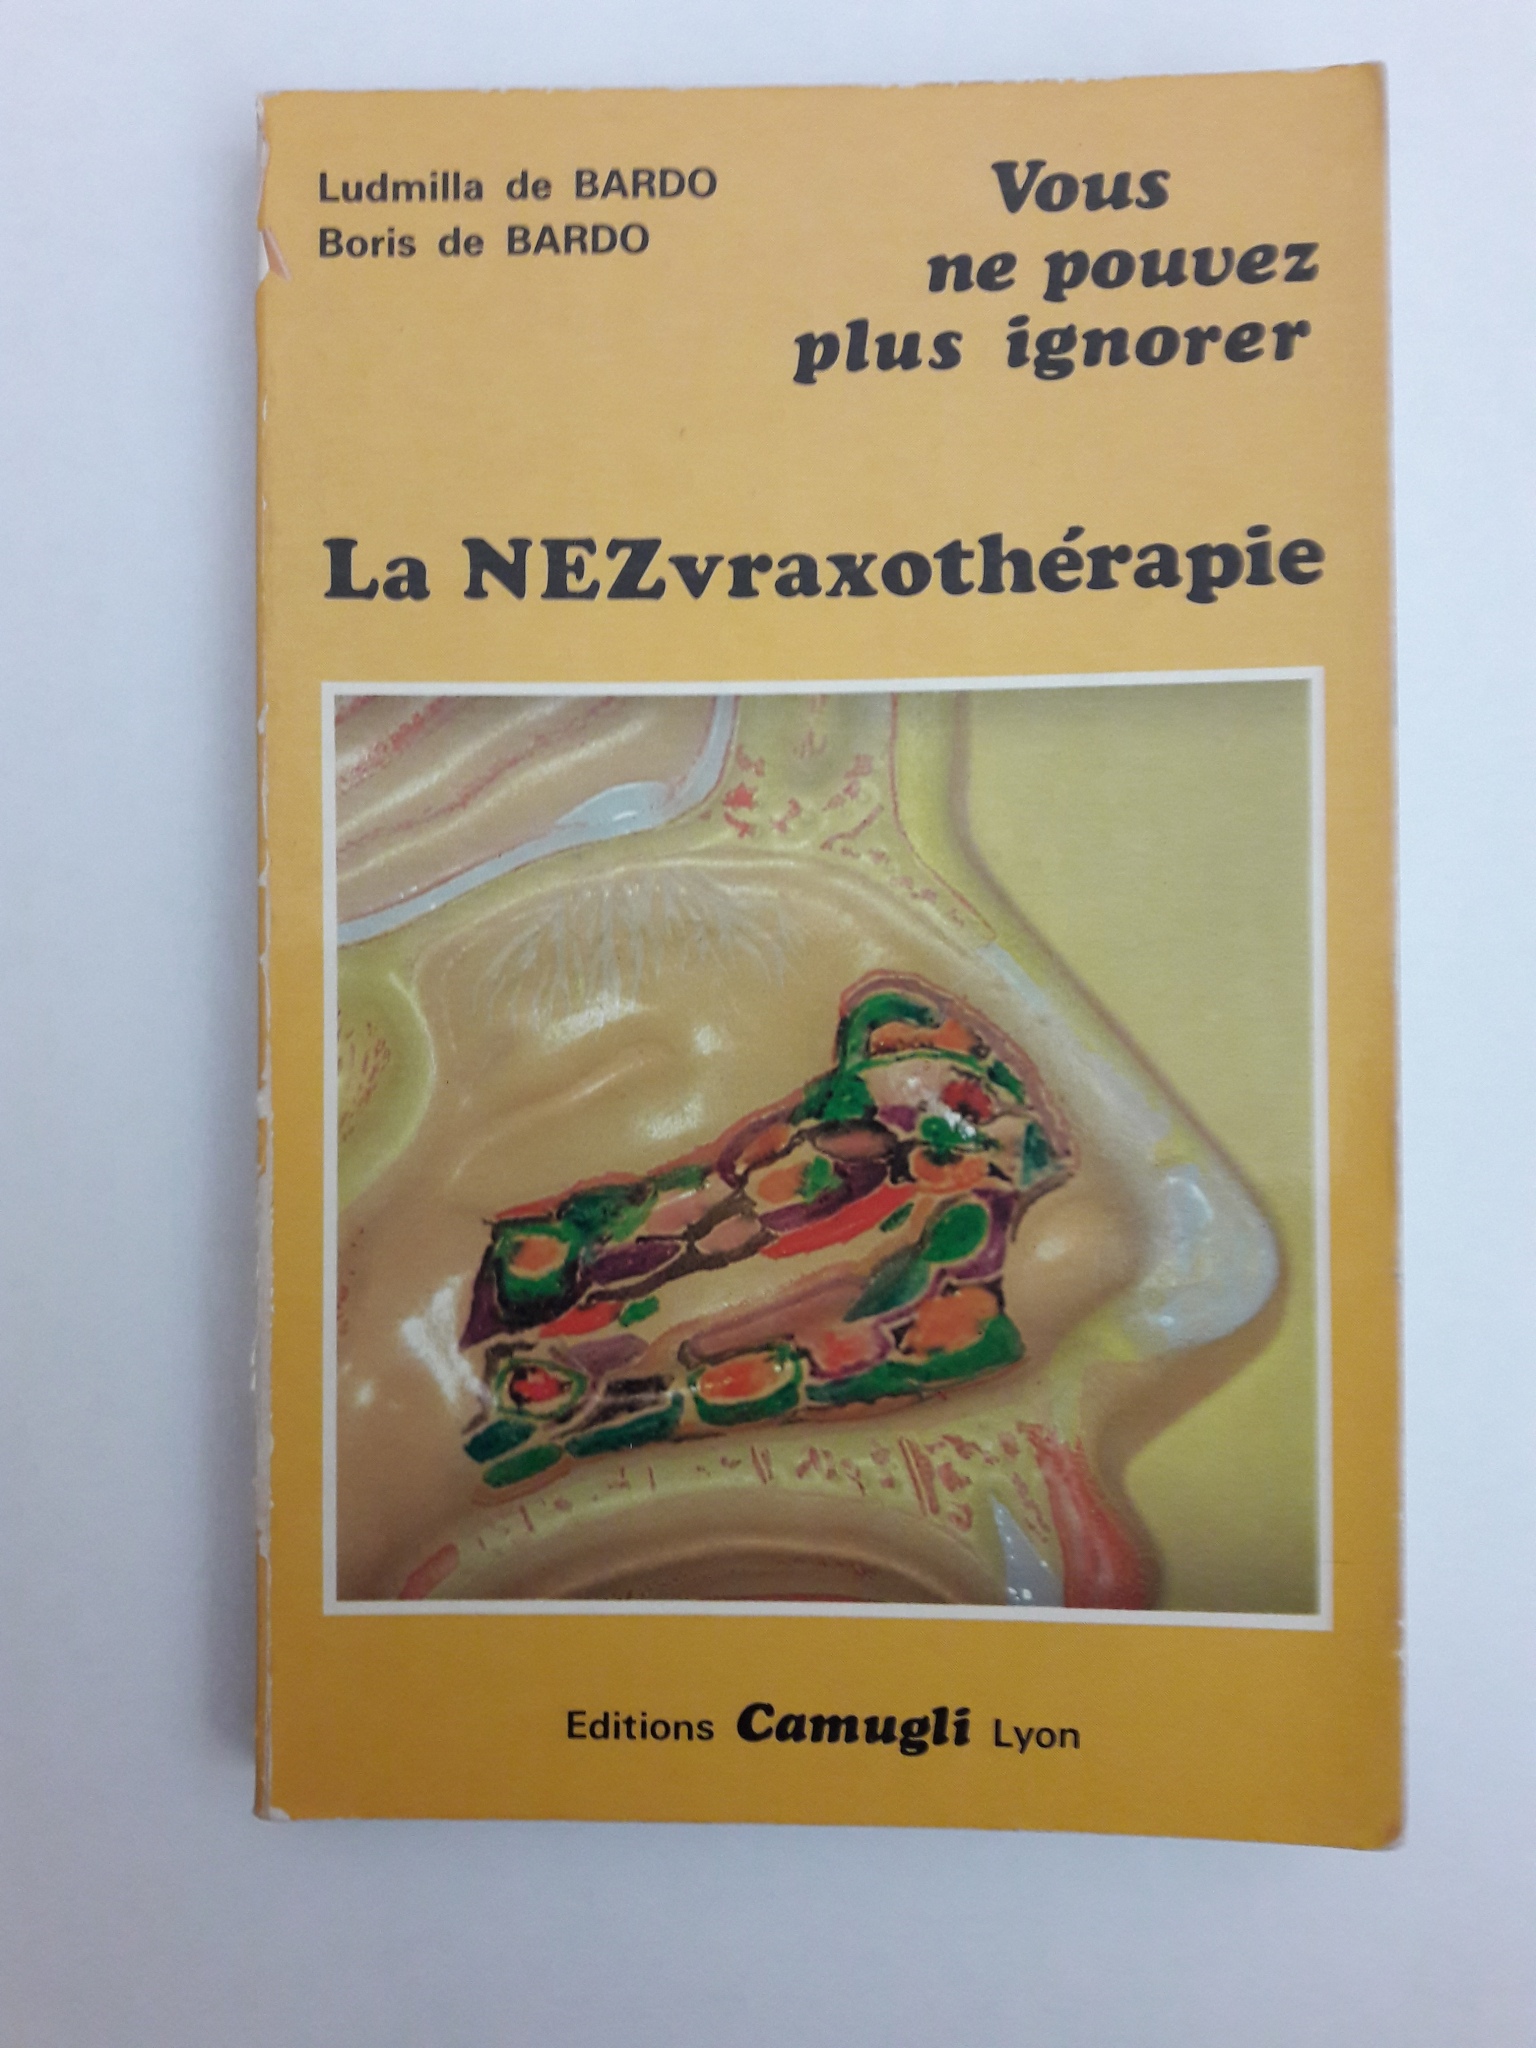 Ludmilla de BARDO
Boris de BARDO
Vous
ne pouvez
plus ignorer
La NEZvraxothérapie
Editions Camugli Lyon